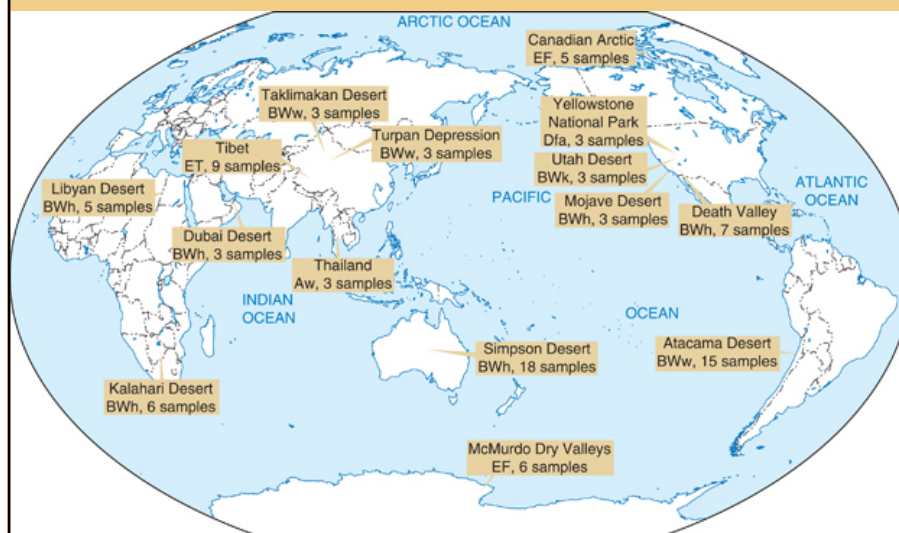 ARCTIC OCEAN
Canadian Arctic
EF, 5 samples
Taklimakan Desert
BWw, 3 samples
Yellowstone
National Park
Dfa, 3 samples
Turpan Depression
BWw, 3 samples
Tibet
ET, 9 samples
Utah Desert
BWk, 3 samples
Libyan Desert
BWh, 5 samples
PACIFIC
ATLANTIC
OCEAN
Mojave Desert
BWh, 3 samples
Death Valley
BWh, 7 samples
Dubai Desert
BWh, 3 samples
Thailand
Aw, 3 samples
INDIAN
OCEAN
OCEAN
Simpson Desert
BWh, 18 samples
Atacama Desert
BWw, 15 samples
Kalahari Desert
BWh, 6 samples
McMurdo Dry Valleys
EF, 6 samples